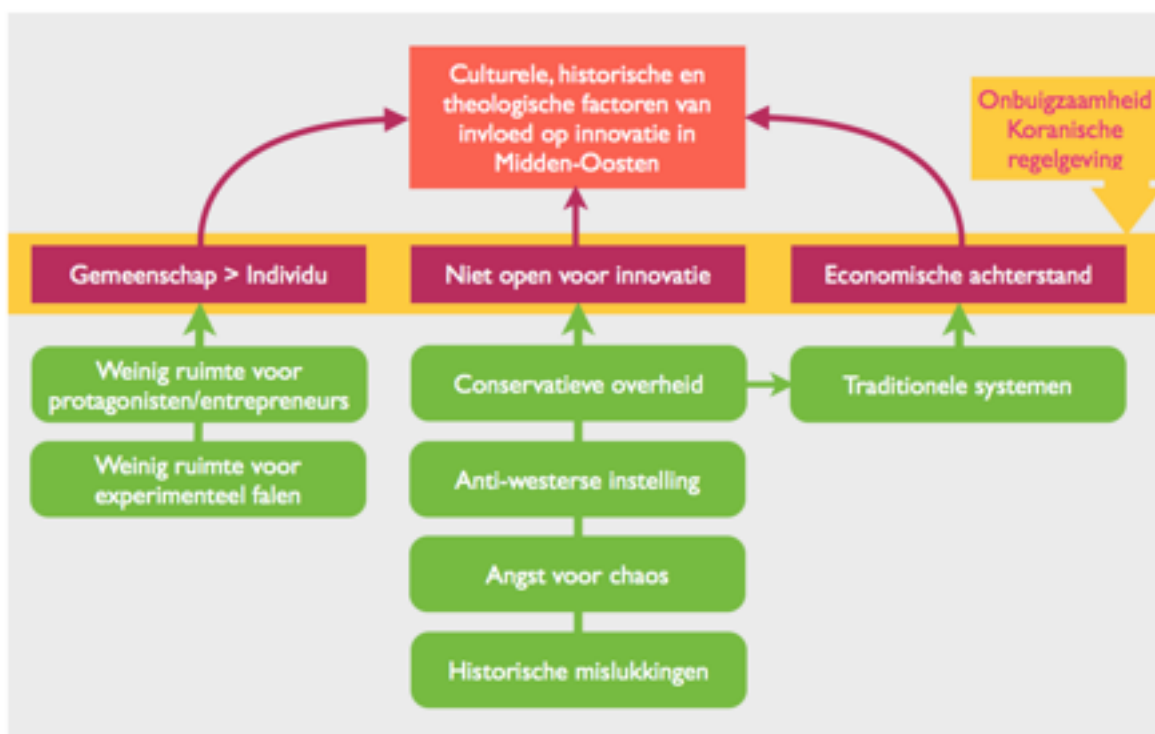 Culturele, historische en
theologische factoren van
invloed op innovatie in
Midden-Oosten
Onbuigzaamheid
Koranische
regelgeving
Gemeenschap > Individu
Niet open voor innovatie
Economische achterstand
Weinig ruimte voor
protagonisten/entrepreneurs
Conservatieve overheid
Traditionele systemen
Weinig ruimte voor
experimenteel falen
Anti-westerse instelling
Angst voor chaos
Historische mislukkingen